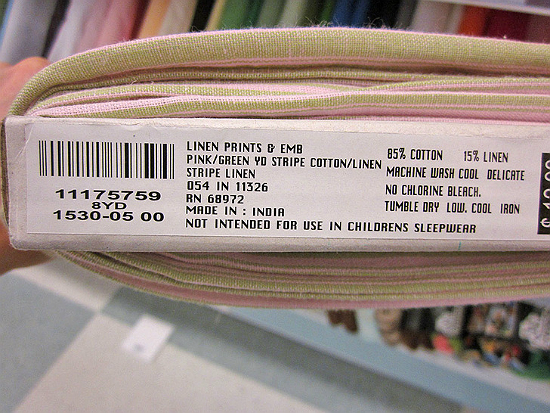 11175759
8YD
1530-05 00
LINEN PRINTS & EMB
PINK/GREEN YD STRIPE COTTON/LINEN
STRIPE LINEN
054 IN 11326
RN 68972
MADE IN : INDIA
NOT INTENDED FOR USE IN CHILDRENS SLEEPWEAR
85% COTTON 15% LINEN
MACHINE WASH COOL DELICATE
NO CHLORINE BLEACH.
TUMBLE DRY LOW, COOL IRON